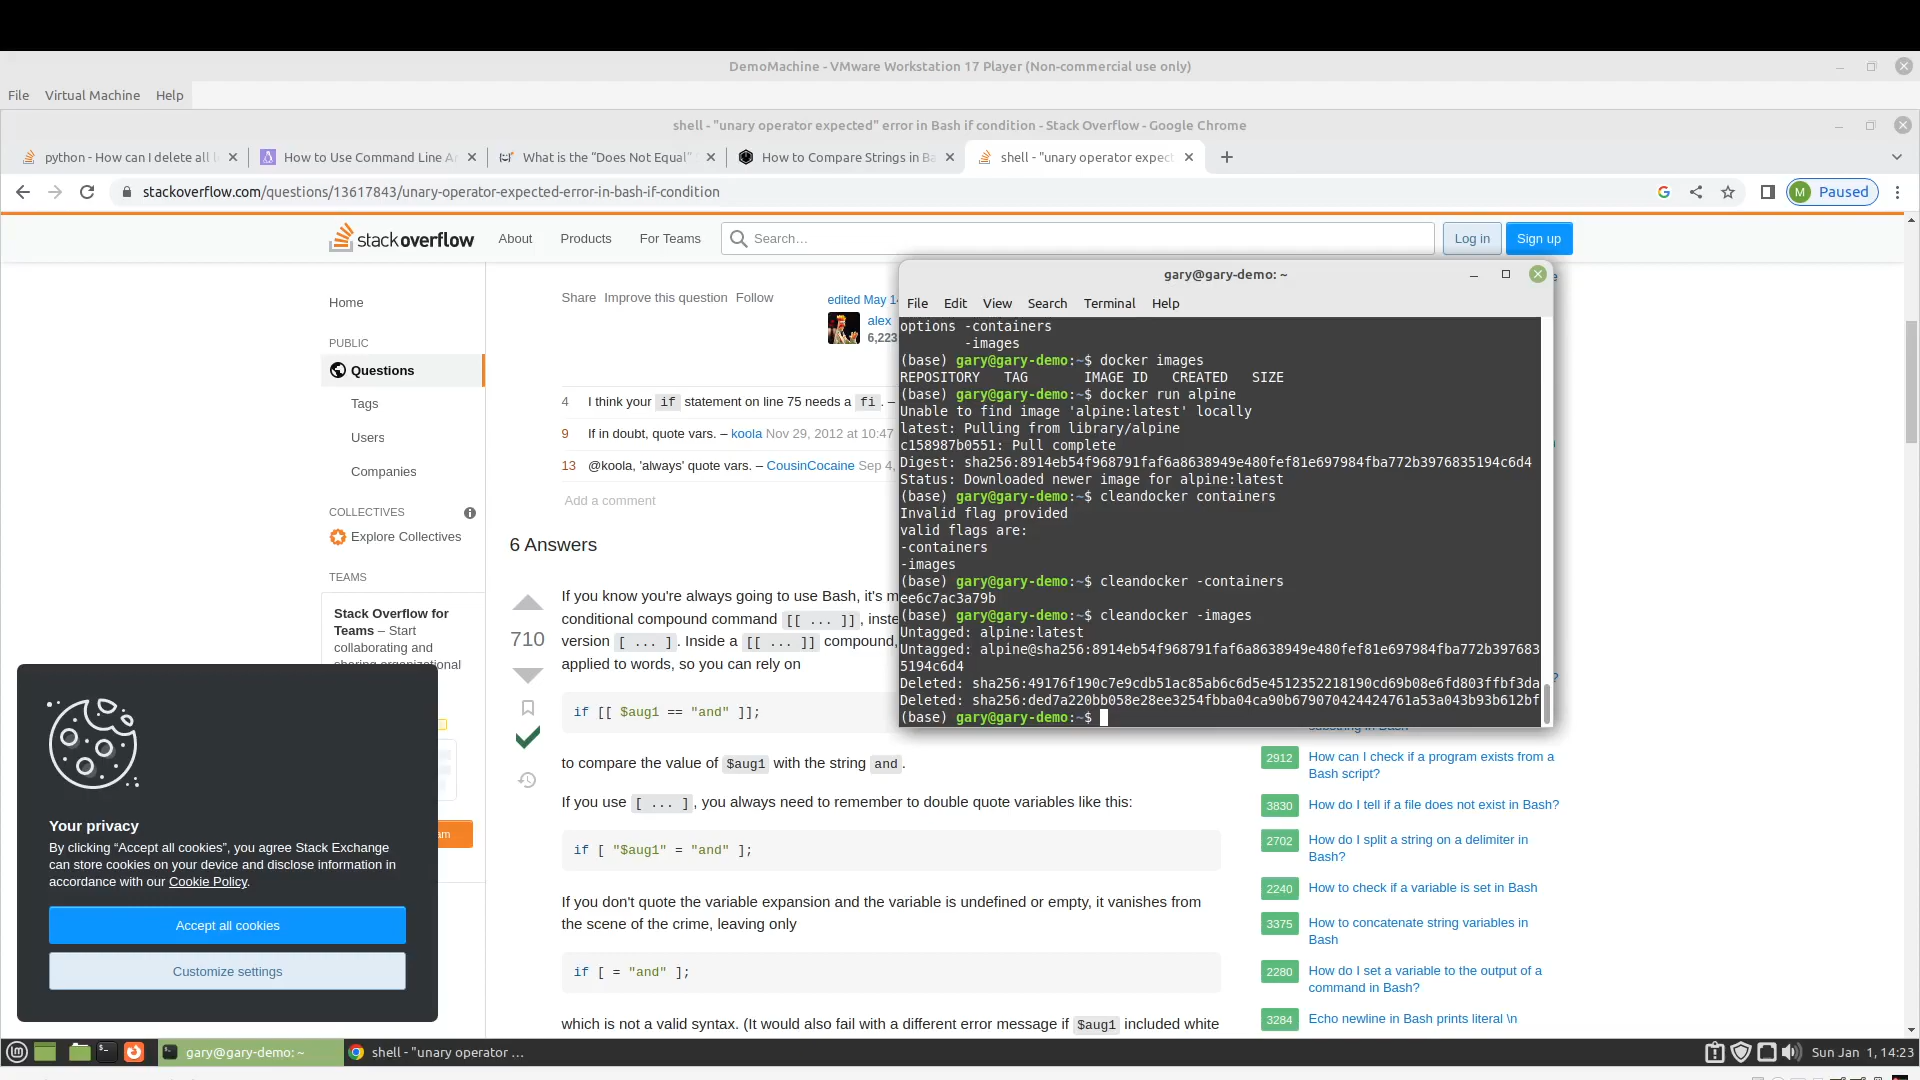 DemoMachine - VMware Workstation 17 Player (Non-commercial use only)
File Virtual Machine Help
shell - "unary operator expected" error in Bash if condition - Stack Overflow - Google Chrome
python - How can I delete all
How to Use Command Line Ar
What is the “Does Not Equal”
How to Compare Strings in Ba
shell - "unary operator expect
stackoverflow.com/questions/13617843/unary-operator-expected-error-in-bash-if-condition
M Paused
stackoverflow About Products For Teams Search… Log in Sign up
Home
PUBLIC
Questions
Tags
Users
Companies
COLLECTIVES
Explore Collectives
TEAMS
Stack Overflow for
Teams – Start
collaborating and
sharing organizational
Share Improve this question Follow
edited May 14
alex
6,223
4 I think your if statement on line 75 needs a fi . –
9 If in doubt, quote vars. – koola Nov 29, 2012 at 10:47
13 @koola, 'always' quote vars. – CousinCocaine Sep 4,
Add a comment
6 Answers
710
If you know you're always going to use Bash, it's m
conditional compound command [[ ... ]], inste
version [ ... ]. Inside a [[ ... ]] compound,
applied to words, so you can rely on
if [[ $aug1 == "and" ]];
to compare the value of $aug1 with the string and.
If you use [ ... ], you always need to remember to double quote variables like this:
if [ "$aug1" = "and" ];
If you don't quote the variable expansion and the variable is undefined or empty, it vanishes from
the scene of the crime, leaving only
if [ = "and" ];
which is not a valid syntax. (It would also fail with a different error message if $aug1 included white
gary@gary-demo: ~
File Edit View Search Terminal Help
options -containers
-images
(base) gary@gary-demo:~$ docker images
REPOSITORY TAG IMAGE ID CREATED SIZE
(base) gary@gary-demo:~$ docker run alpine
Unable to find image 'alpine:latest' locally
latest: Pulling from library/alpine
c158987b0551: Pull complete
Digest: sha256:8914eb54f968791faf6a8638949e480fef81e697984fba772b3976835194c6d4
Status: Downloaded newer image for alpine:latest
(base) gary@gary-demo:~$ cleandocker containers
Invalid flag provided
valid flags are:
-containers
-images
(base) gary@gary-demo:~$ cleandocker -containers
ee6c7ac3a79b
(base) gary@gary-demo:~$ cleandocker -images
Untagged: alpine:latest
Untagged: alpine@sha256:8914eb54f968791faf6a8638949e480fef81e697984fba772b397683
5194c6d4
Deleted: sha256:49176f190c7e9cdb51ac85ab6c6d5e4512352218190cd69b08e6fd803ffbf3da
Deleted: sha256:ded7a220bb058e28ee3254fbba04ca90b679070424424761a53a043b93b612bf
(base) gary@gary-demo:~$
substring in Bash
2912 How can I check if a program exists from a
Bash script?
3830 How do I tell if a file does not exist in Bash?
2702 How do I split a string on a delimiter in
Bash?
2240 How to check if a variable is set in Bash
3375 How to concatenate string variables in
Bash
2280 How do I set a variable to the output of a
command in Bash?
3284 Echo newline in Bash prints literal \n
Your privacy
By clicking “Accept all cookies”, you agree Stack Exchange
can store cookies on your device and disclose information in
accordance with our Cookie Policy.
Accept all cookies
Customize settings
gary@gary-demo: ~
shell - "unary operator ...
Sun Jan 1, 14:23